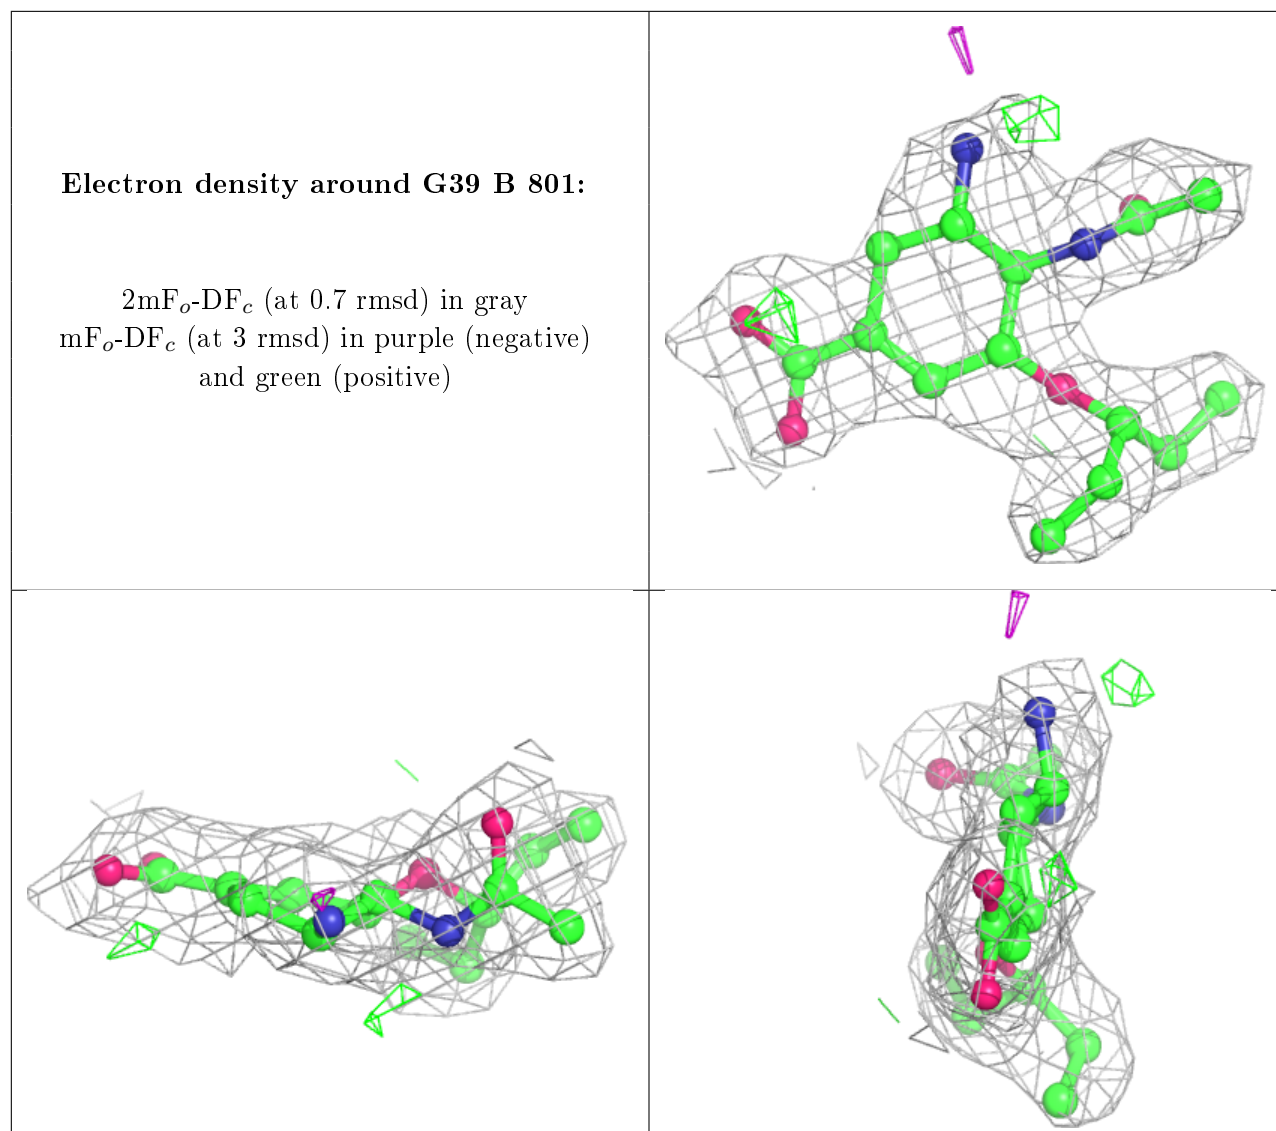 Electron density around G39 B 801:
2mFₒ-DF𝒸 (at 0.7 rmsd) in gray
mFₒ-DF𝒸 (at 3 rmsd) in purple (negative)
and green (positive)